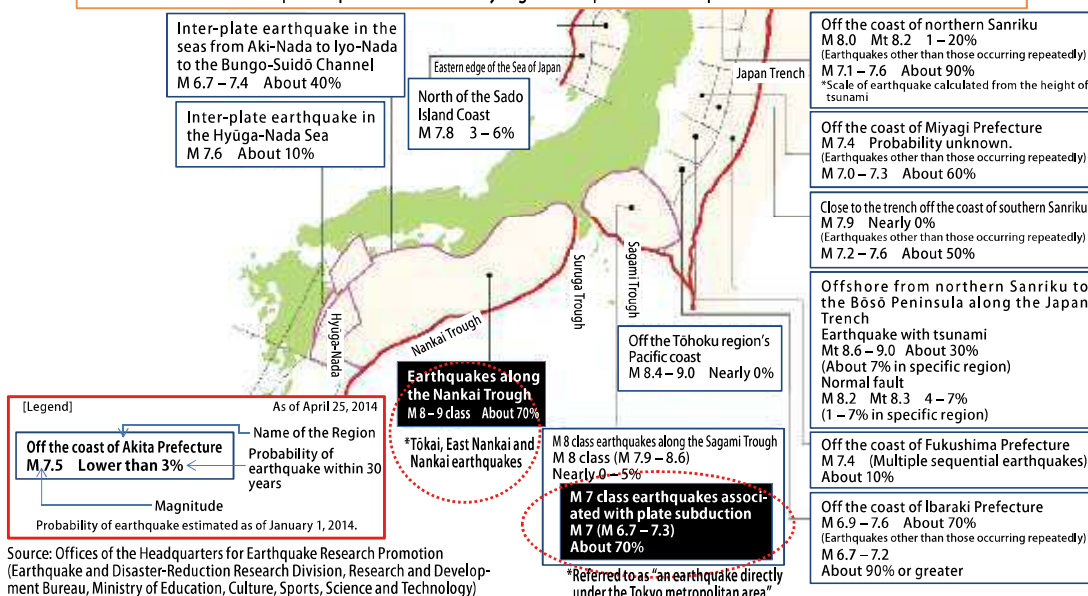 Inter-plate earthquake in the
seas from Aki-Nada to Iyo-Nada
to the Bungo-Suidō Channel
M 6.7 – 7.4 About 40%
Inter-plate earthquake in
the Hyūga-Nada Sea
M 7.6 About 10%
Eastern edge of the Sea of Japan
North of the Sado
Island Coast
M 7.8 3 – 6%
Japan Trench
Off the coast of northern Sanriku
M 8.0 Mt 8.2 1 – 20%
(Earthquakes other than those occurring repeatedly)
M 7.1 – 7.6 About 90%
*Scale of earthquake calculated from the height of
tsunami
Off the coast of Miyagi Prefecture
M 7.4 Probability unknown.
(Earthquakes other than those occurring repeatedly)
M 7.0 – 7.3 About 60%
Close to the trench off the coast of southern Sanriku
M 7.9 Nearly 0%
(Earthquakes other than those occurring repeatedly)
M 7.2 – 7.6 About 50%
Offshore from northern Sanriku to
the Bōsō Peninsula along the Japan
Trench
Earthquake with tsunami
Mt 8.6 – 9.0 About 30%
(About 7% in specific region)
Normal fault
M 8.2 Mt 8.3 4 – 7%
(1 – 7% in specific region)
Off the coast of Fukushima Prefecture
M 7.4 (Multiple sequential earthquakes)
About 10%
Off the coast of Ibaraki Prefecture
M 6.9 – 7.6 About 70%
(Earthquakes other than those occurring repeatedly)
M 6.7 – 7.2
About 90% or greater
Hyūga-Nada
Nankai Trough
Suruga Trough
Sagami Trough
Off the Tōhoku region's
Pacific coast
M 8.4 – 9.0 Nearly 0%
Earthquakes along
the Nankai Trough
M 8 – 9 class About 70%
*Tōkai, East Nankai and
Nankai earthquakes
M 8 class earthquakes along the Sagami Trough
M 8 class (M 7.9 – 8.6)
Nearly 0 – 5%
M 7 class earthquakes associ-
ated with plate subduction
M 7 (M 6.7 – 7.3)
About 70%
*Referred to as "an earthquake directly
under the Tokyo metropolitan area"
[Legend] As of April 25, 2014
Off the coast of Akita Prefecture
M 7.5 Lower than 3%
Name of the Region
Probability of
earthquake within 30
years
Magnitude
Probability of earthquake estimated as of January 1, 2014.
Source: Offices of the Headquarters for Earthquake Research Promotion
(Earthquake and Disaster-Reduction Research Division, Research and Develop-
ment Bureau, Ministry of Education, Culture, Sports, Science and Technology)